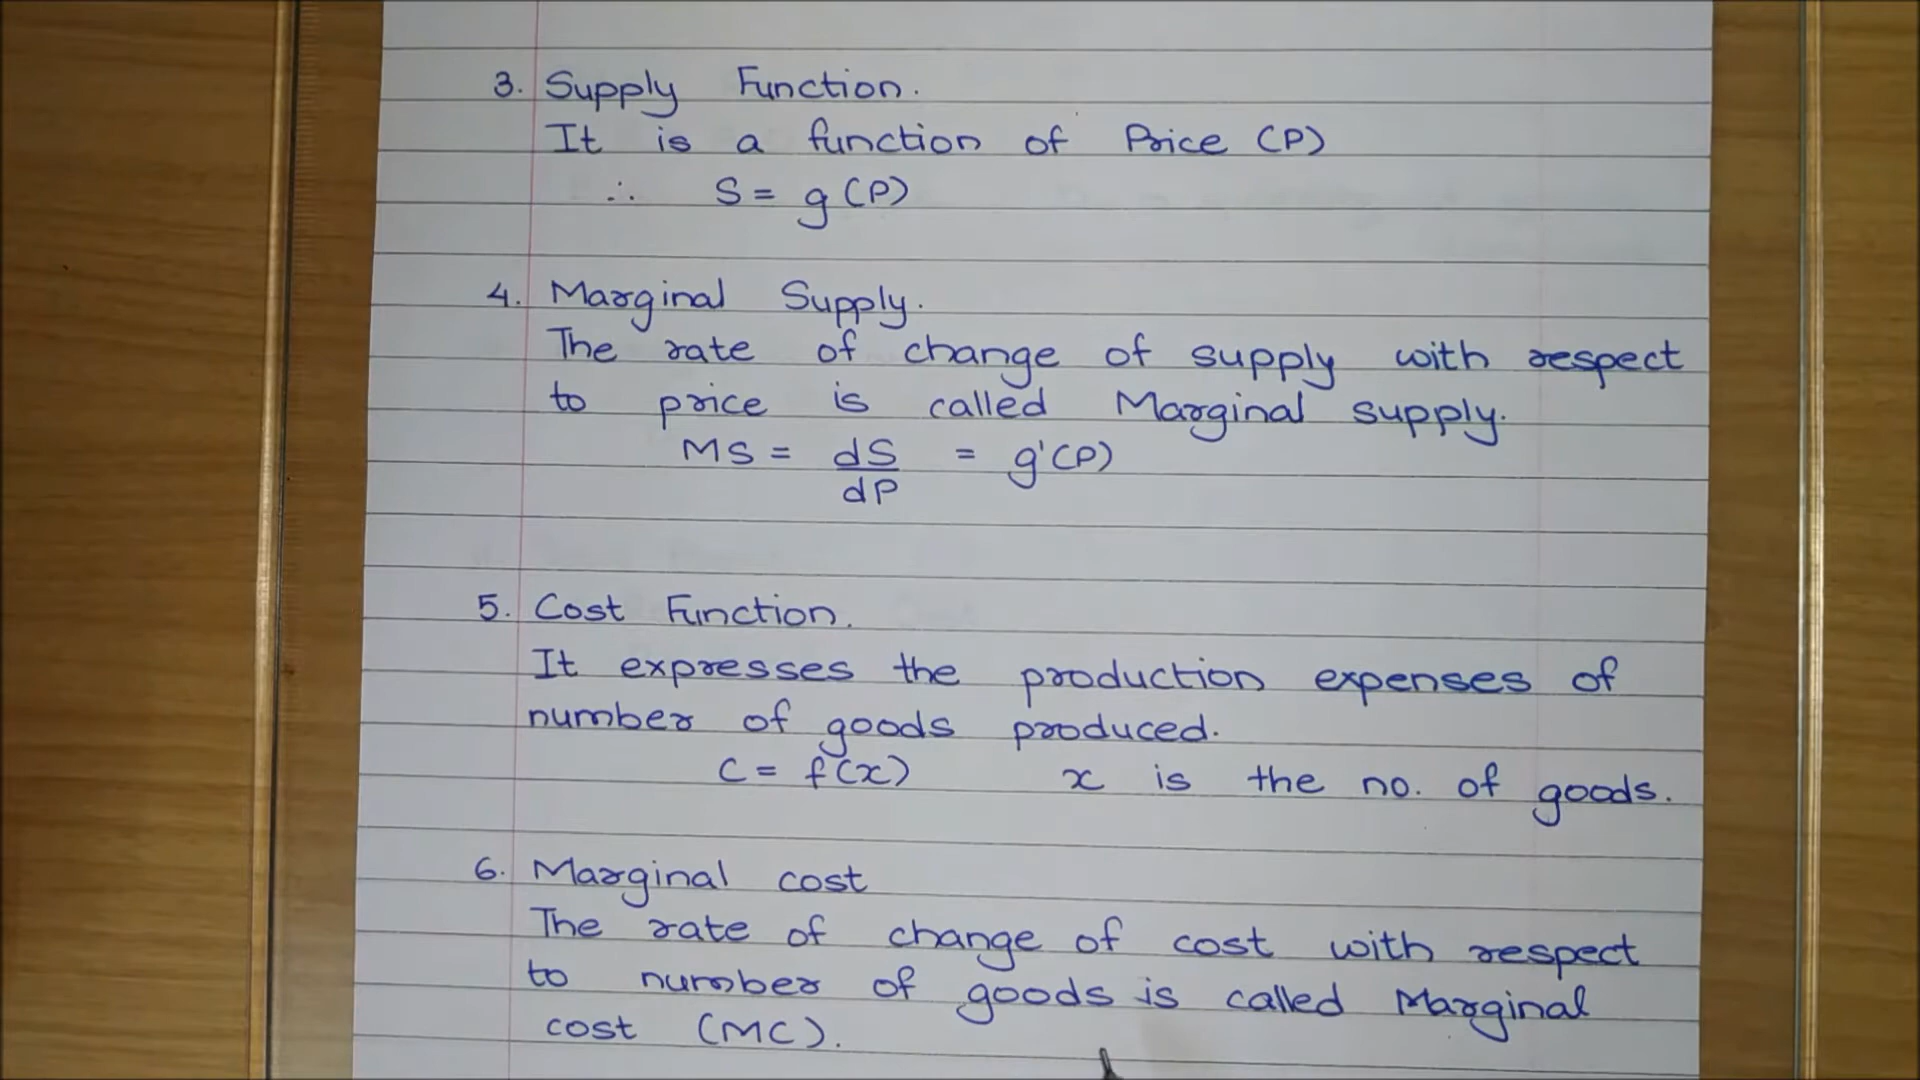 3. Supply Function.
It is a function of Price (P)
∴ S = g(P)
4. Marginal Supply.
The rate of change of supply with respect
to price is called Marginal supply.
MS = dS/dP = g'(P)
5. Cost Function.
It expresses the production expenses of
number of goods produced.
C = f(x) x is the no. of goods.
6. Marginal cost
The rate of change of cost with respect
to number of goods is called Marginal
cost (MC).